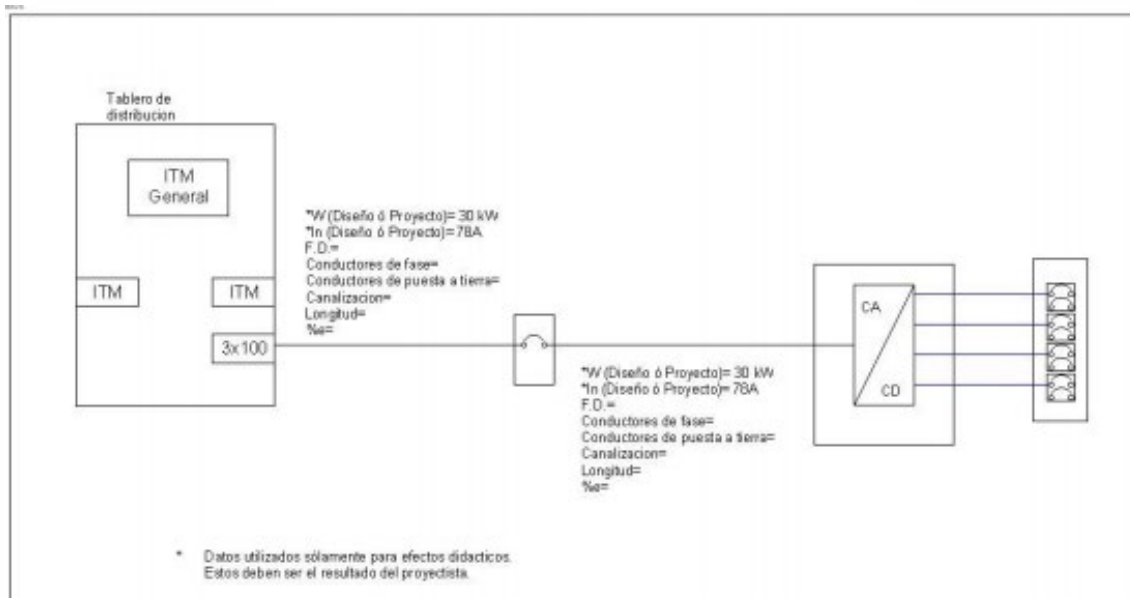 Tablero de
distribucion
ITM
General
ITM
ITM
3x100
*W (Diseño ó Proyecto)= 30 kW
*In (Diseño ó Proyecto)= 78A
F.D.=
Conductores de fase=
Conductores de puesta a tierra=
Canalizacion=
Longitud=
%e=
*W (Diseño ó Proyecto)= 30 kW
*In (Diseño ó Proyecto)= 78A
F.D.=
Conductores de fase=
Conductores de puesta a tierra=
Canalizacion=
Longitud=
%e=
CA
CD
* Datos utilizados sólamente para efectos didacticos.
Estos deben ser el resultado del proyectista.